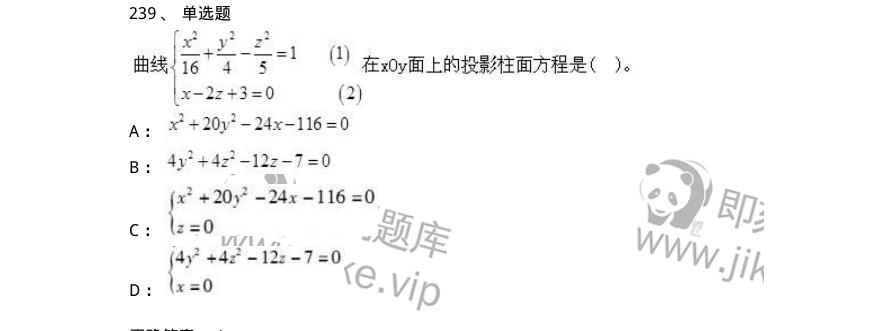 239、 单选题
曲线 { x²/16 + y²/4 − z²/5 = 1 (1)
x − 2z + 3 = 0 (2) 在xOy面上的投影柱面方程是( )。
A： x² + 20y² − 24x − 116 = 0
B： 4y² + 4z² − 12z − 7 = 0
C： { x² + 20y² − 24x − 116 = 0
z = 0
D： { 4y² + 4z² − 12z − 7 = 0
x = 0
题库
ke.vip
即
www.jik